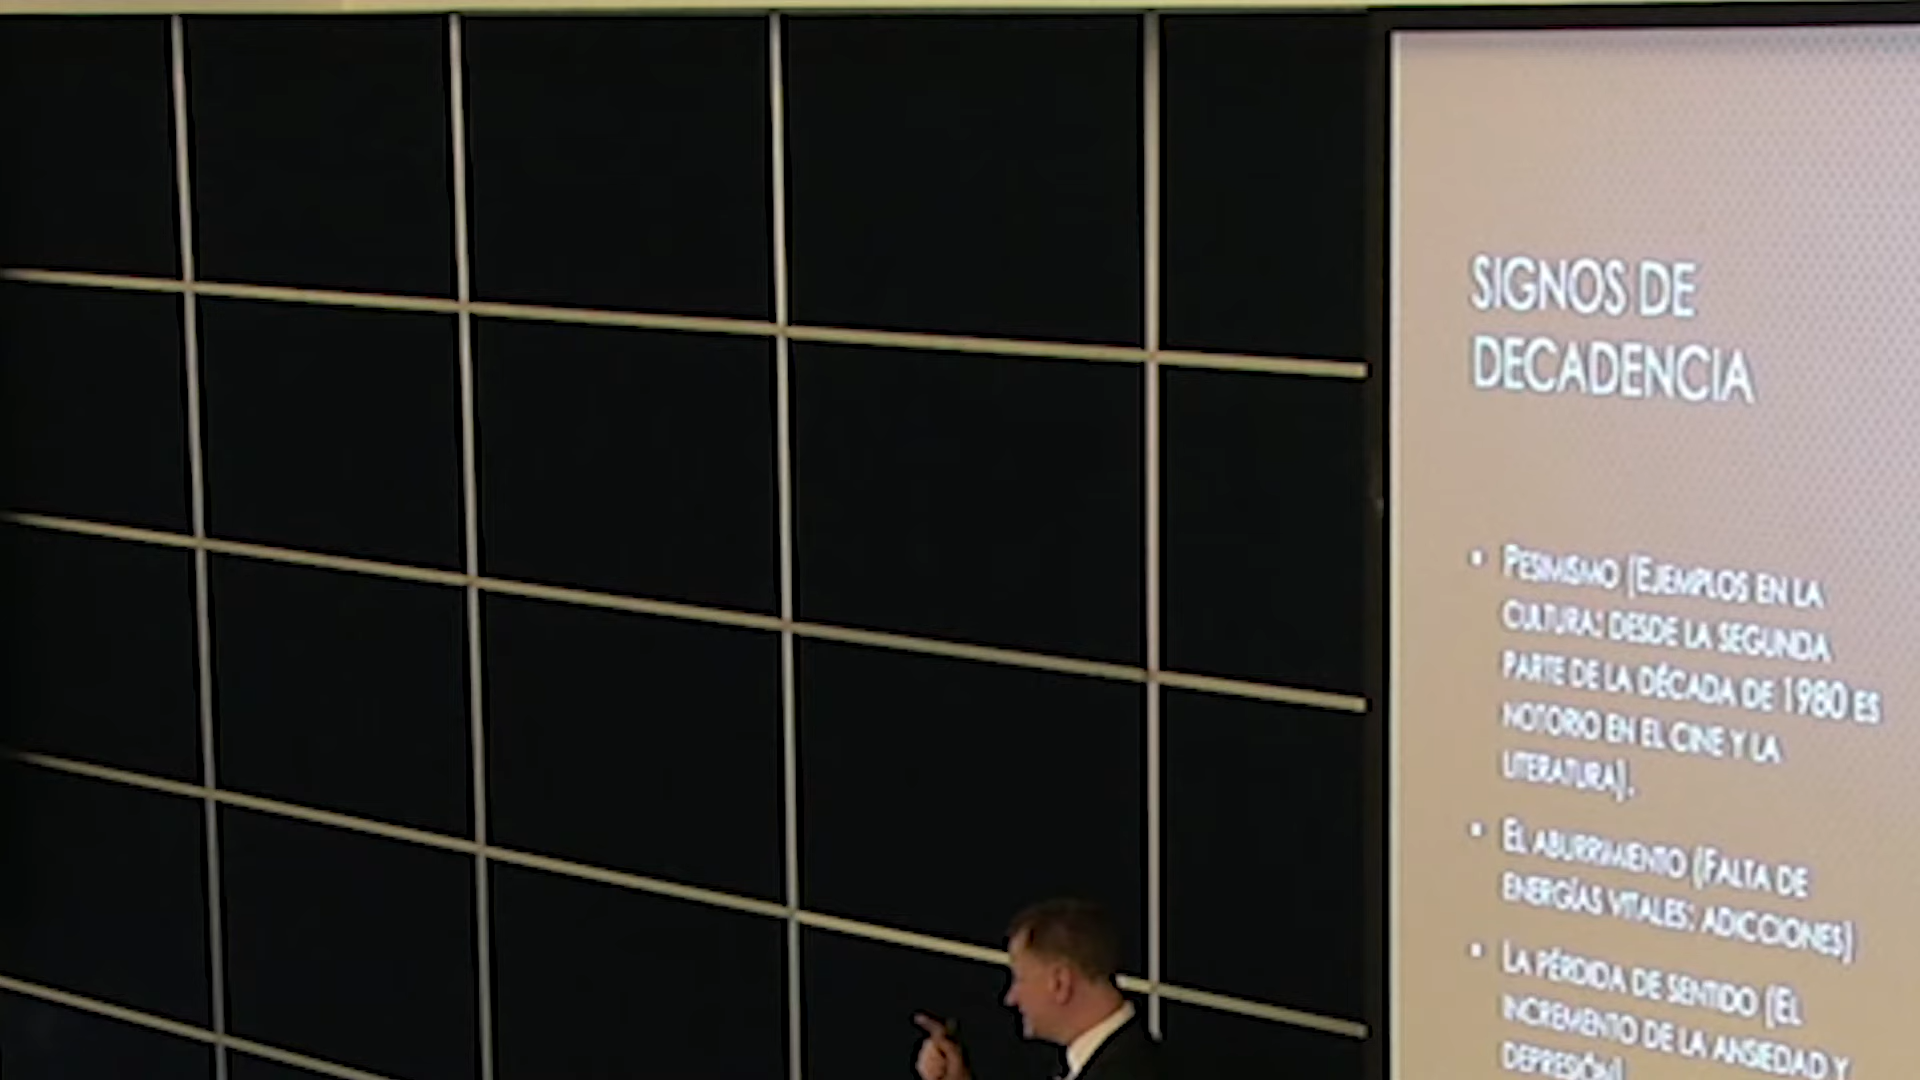 SIGNOS DE
DECADENCIA
• PESIMISMO (EJEMPLOS EN LA
CULTURA: DESDE LA SEGUNDA
PARTE DE LA DÉCADA DE 1980 ES
NOTORIO EN EL CINE Y LA
LITERATURA).
• EL ABURRIMIENTO (FALTA DE
ENERGÍAS VITALES: ADICCIONES)
• LA PÉRDIDA DE SENTIDO (EL
INCREMENTO DE LA ANSIEDAD Y
DEPRESIÓN)